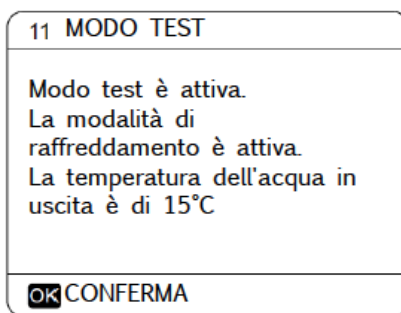 11 MODO TEST
Modo test è attiva.
La modalità di
raffreddamento è attiva.
La temperatura dell'acqua in
uscita è di 15°C
OK CONFERMA